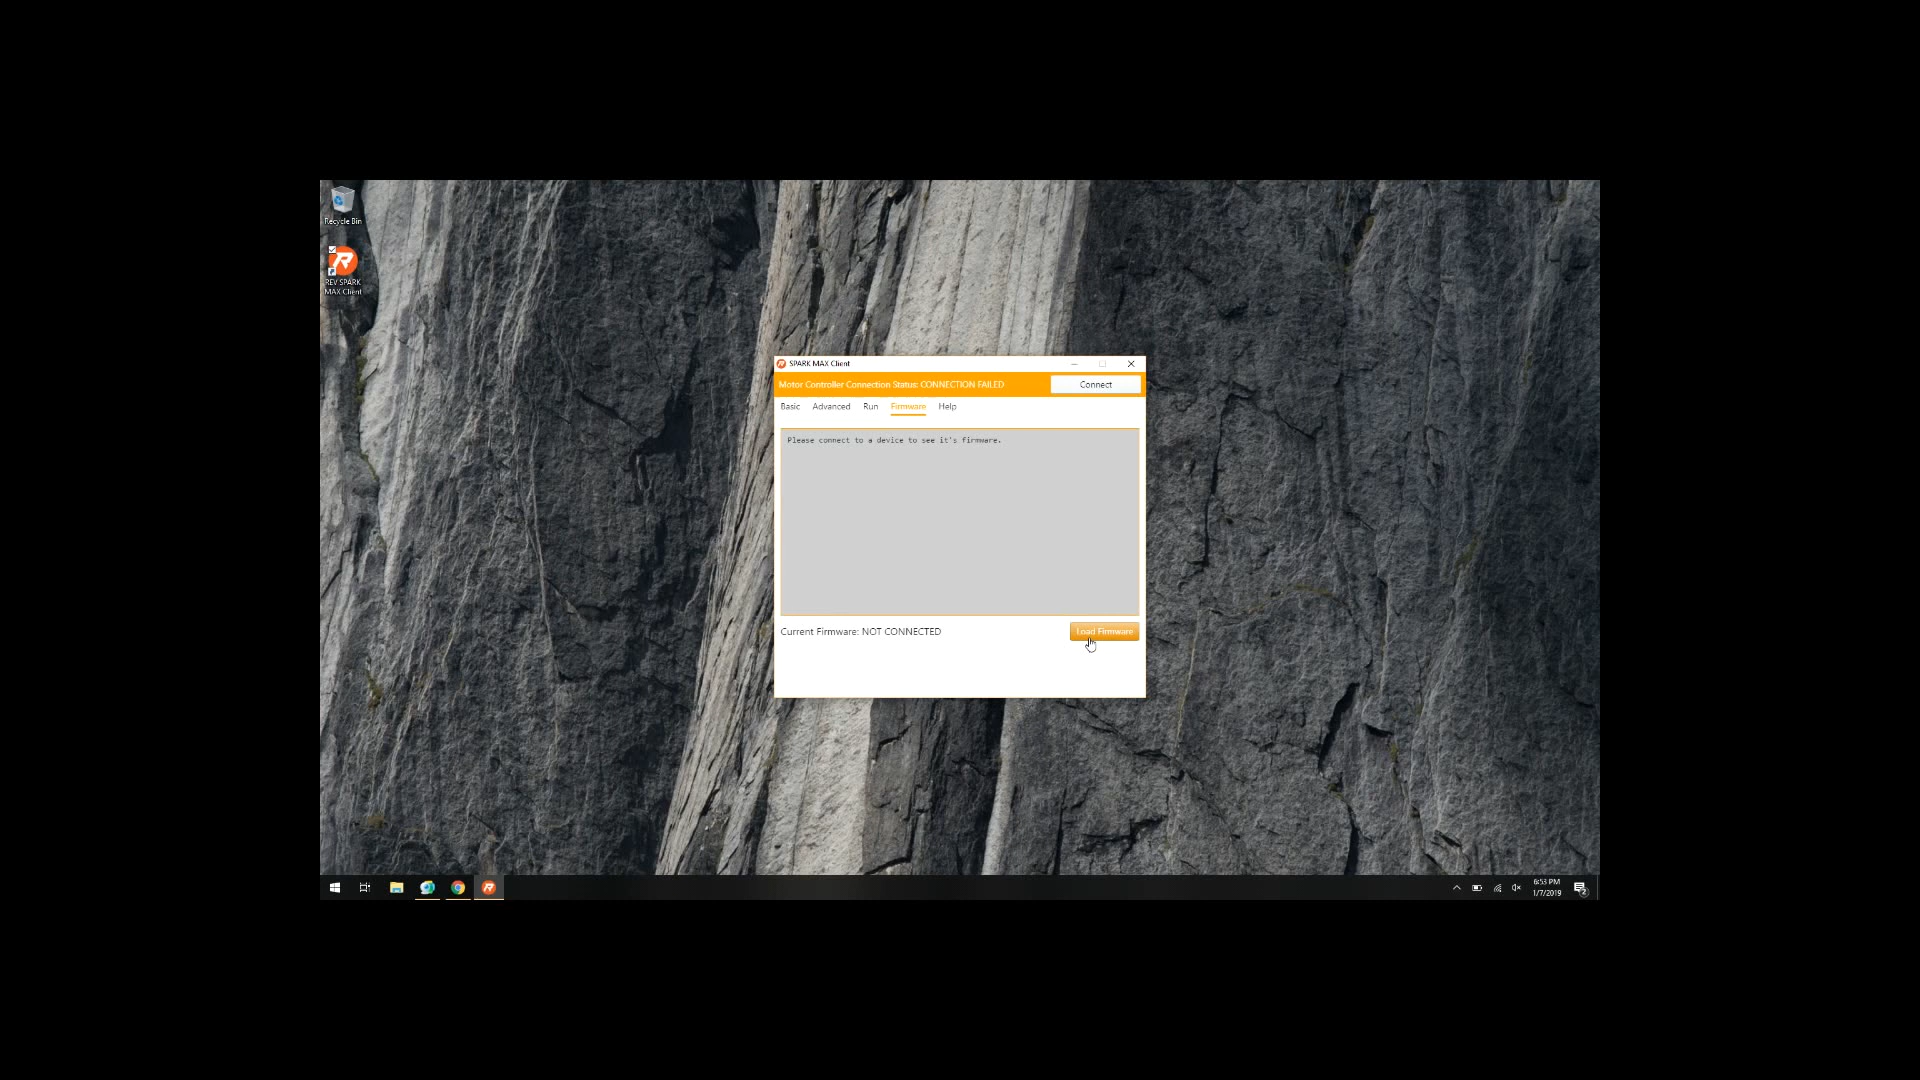 Recycle Bin
REV SPARK
MAX Client
SPARK MAX Client
Motor Controller Connection Status: CONNECTION FAILED
Connect
Basic Advanced Run Firmware Help
Please connect to a device to see it's firmware.
Current Firmware: NOT CONNECTED
Load Firmware
6:53 PM
1/7/2019
2